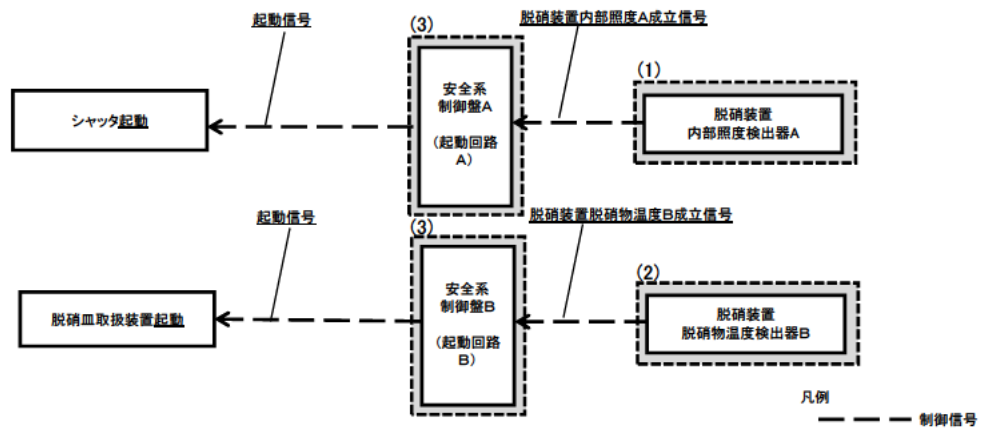 起動信号
(3)
脱硝装置内部照度A成立信号
(1)
シャッタ起動
安全系
制御盤A
(起動回路
A)
脱硝装置
内部照度検出器A
起動信号
(3)
脱硝装置脱硝物温度B成立信号
(2)
脱硝皿取扱装置起動
安全系
制御盤B
(起動回路
B)
脱硝装置
脱硝物温度検出器B
凡例
制御信号